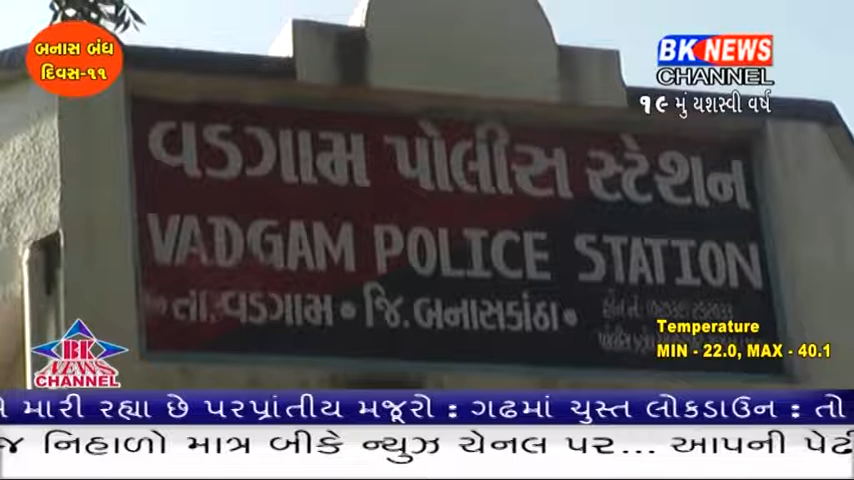 બનાસ બંધ
દિવસ-૧૧
BK NEWS
CHANNEL
૧૯ મું યશસ્વી વર્ષ
વડગામ પોલીસ સ્ટેશન
VADGAM POLICE STATION
તા. વડગામ • જી. બનાસકાંઠા •
Temperature
MIN - 22.0, MAX - 40.1
BK
NEWS
CHANNEL
મારી રહ્યા છે પરપ્રાંતીય મજૂરો : ગઢમાં ચુસ્ત લોકડાઉન : તો
નિહાળો માત્ર બીકે ન્યુઝ ચેનલ પર... આપની